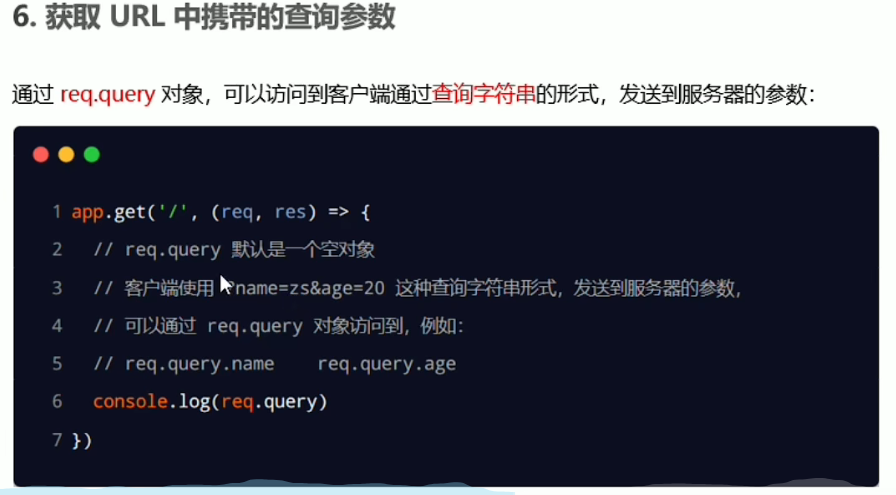 6. 获取 URL 中携带的查询参数
通过 req.query 对象，可以访问到客户端通过查询字符串的形式，发送到服务器的参数：
1 app.get('/', (req, res) => {
2 // req.query 默认是一个空对象
3 // 客户端使用 ?name=zs&age=20 这种查询字符串形式，发送到服务器的参数，
4 // 可以通过 req.query 对象访问到，例如：
5 // req.query.name    req.query.age
6 console.log(req.query)
7 })